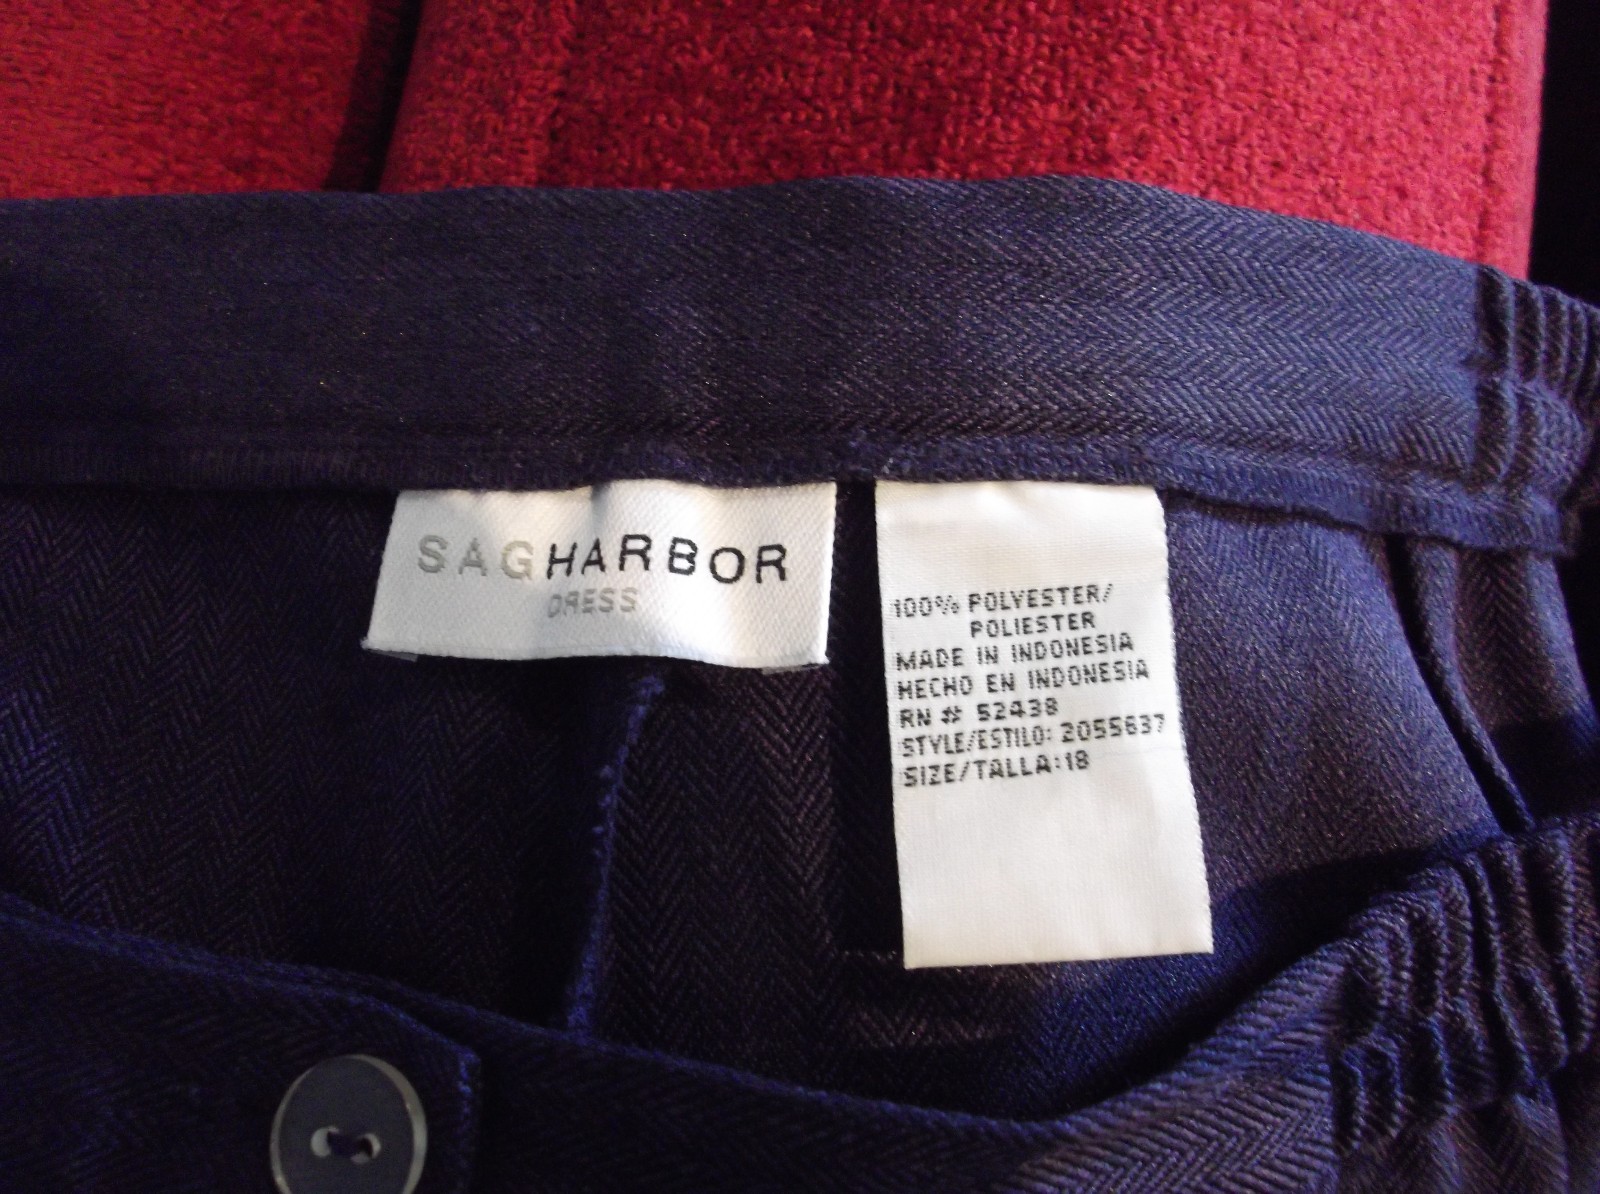 SAGHARBOR
DRESS
100% POLYESTER/
POLIESTER
MADE IN INDONESIA
HECHO EN INDONESIA
RN # 52438
STYLE/ESTILO: 2055637
SIZE/TALLA:18